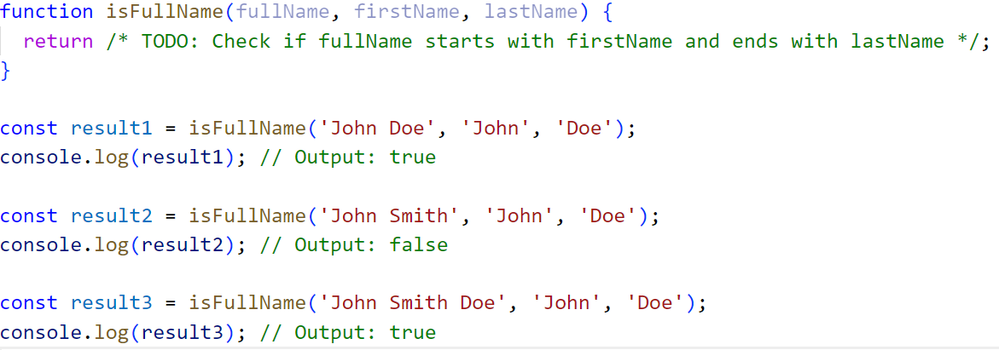 function isFullName(fullName, firstName, lastName) {
  return /* TODO: Check if fullName starts with firstName and ends with lastName */;
}

const result1 = isFullName('John Doe', 'John', 'Doe');
console.log(result1); // Output: true

const result2 = isFullName('John Smith', 'John', 'Doe');
console.log(result2); // Output: false

const result3 = isFullName('John Smith Doe', 'John', 'Doe');
console.log(result3); // Output: true